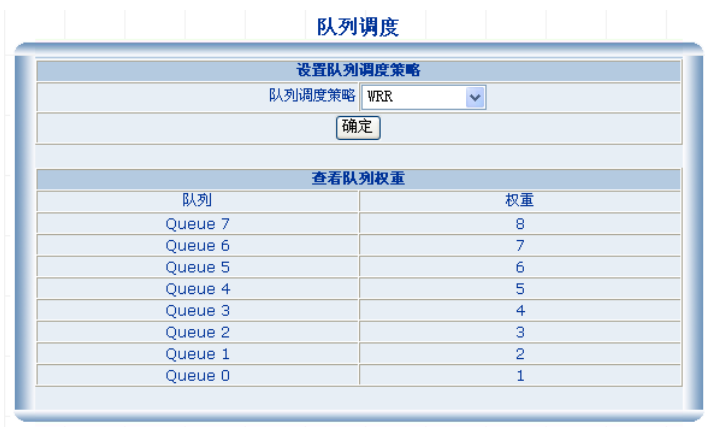 队列调度
设置队列调度策略
队列调度策略 WRR
确定
查看队列权重
队列 权重
Queue 7 8
Queue 6 7
Queue 5 6
Queue 4 5
Queue 3 4
Queue 2 3
Queue 1 2
Queue 0 1